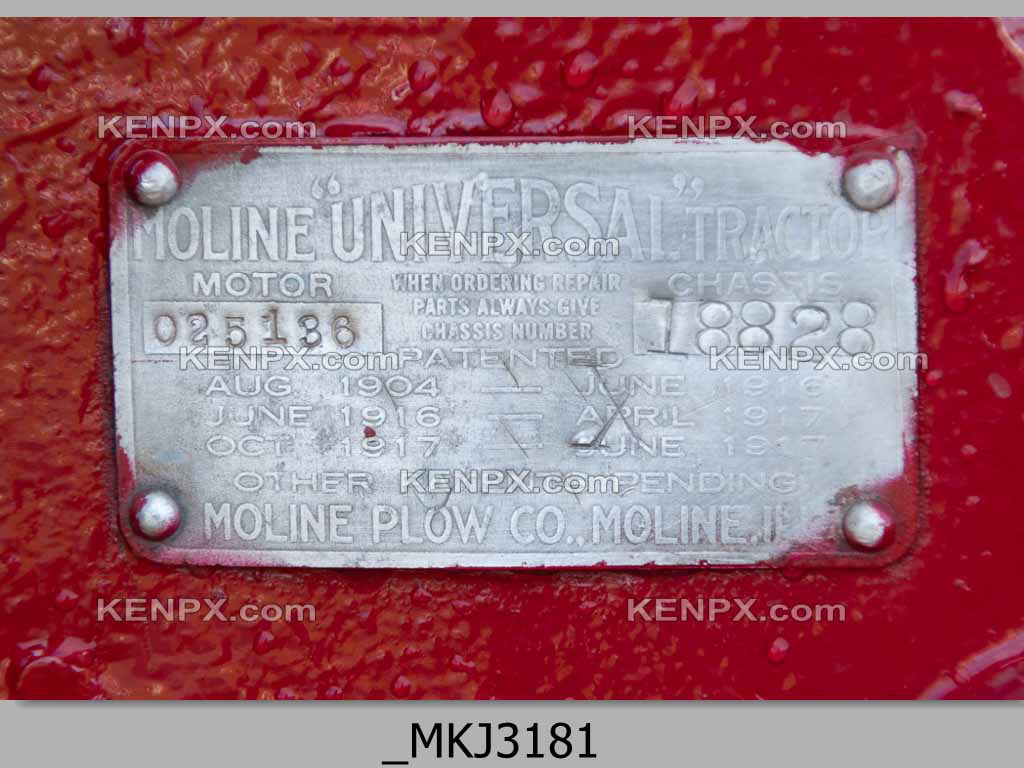 KENPX.com KENPX.com
MOLINE "UNIVERSAL" TRACTOR
KENPX.com
MOTOR WHEN ORDERING REPAIR CHASSIS
PARTS ALWAYS GIVE
025136 CHASSIS NUMBER 18828
PATENTED
KENPX.com KENPX.com
AUG 1904 — JUNE 1916
JUNE 1916 — APRIL 1917
OCT 1917 — JUNE 1917
OTHER PENDING
KENPX.com
MOLINE PLOW CO., MOLINE, IL
KENPX.com KENPX.com
_MKJ3181